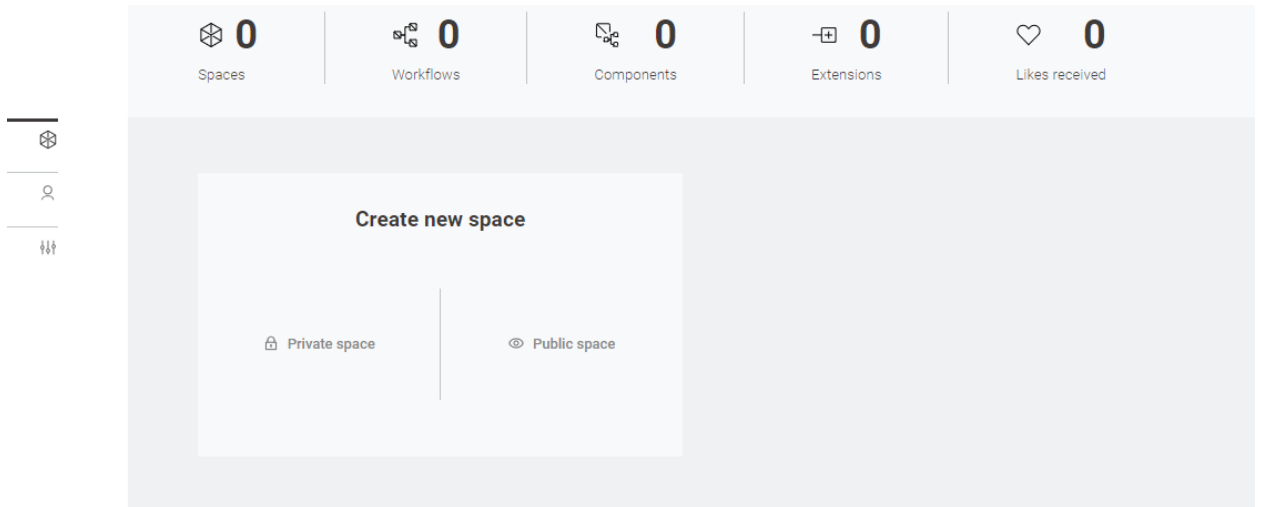 0 0 0 0 0
Spaces Workflows Components Extensions Likes received
Create new space
Private space Public space